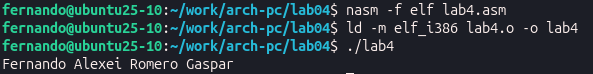 fernando@ubuntu25-10:~/work/arch-pc/lab04$ nasm -f elf lab4.asm
fernando@ubuntu25-10:~/work/arch-pc/lab04$ ld -m elf_i386 lab4.o -o lab4
fernando@ubuntu25-10:~/work/arch-pc/lab04$ ./lab4
Fernando Alexei Romero Gaspar